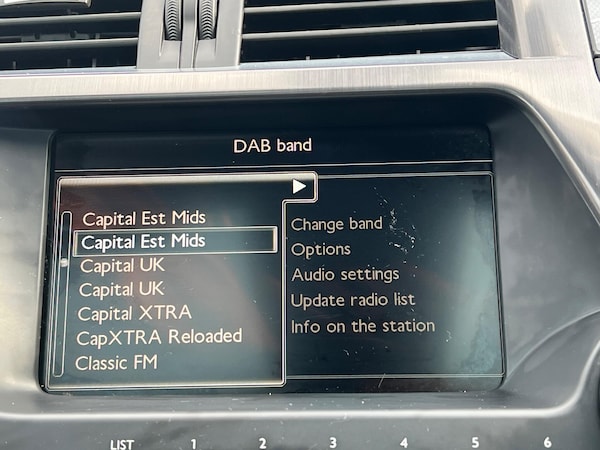 DAB band
Capital Est Mids
Capital Est Mids
Capital UK
Capital UK
Capital XTRA
CapXTRA Reloaded
Classic FM
Change band
Options
Audio settings
Update radio list
Info on the station
LIST 1 2 3 4 5 6